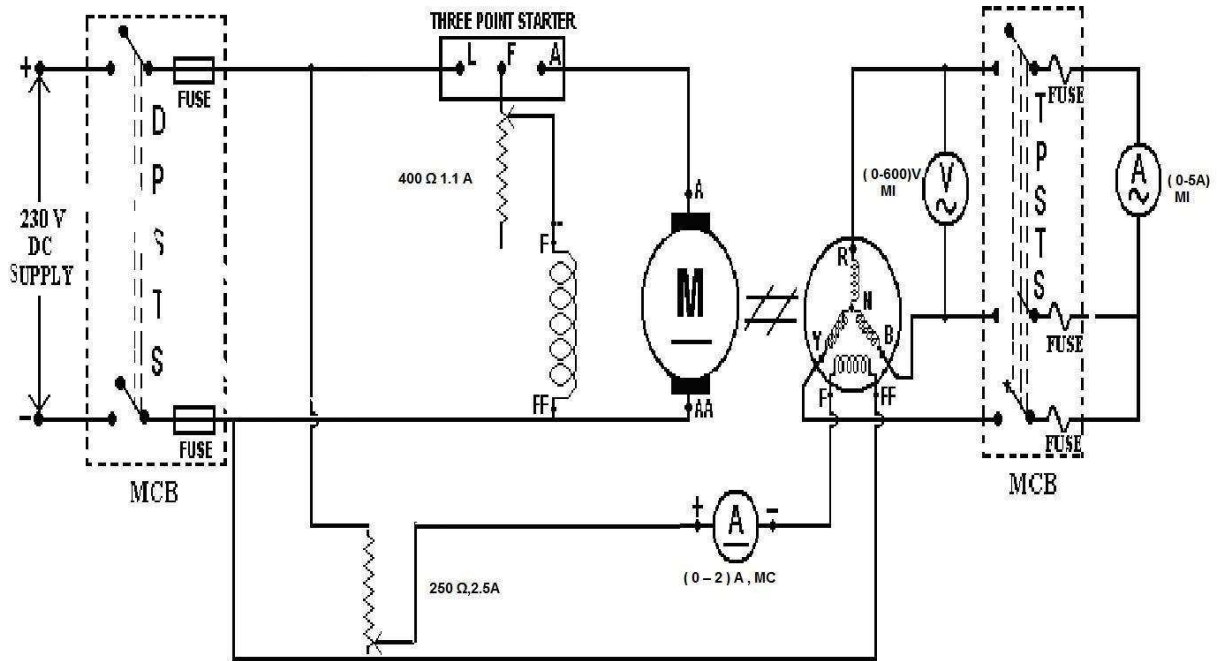 THREE POINT STARTER
L F A
+
FUSE
D P S T S
230 V
DC
SUPPLY
-
FUSE
MCB
400 Ω 1.1 A
F
FF
A
M
AA
R
N
Y
B
F
FF
( 0-600)V
MI
V
FUSE
T P S T S
FUSE
FUSE
MCB
A
( 0-5A)
MI
250 Ω,2.5A
+
A
-
( 0 – 2 ) A , MC